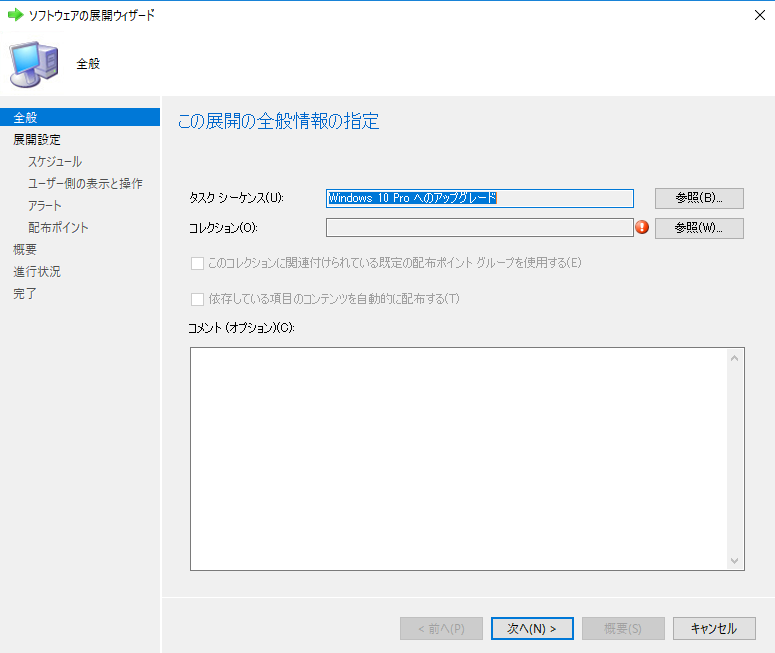 ソフトウェアの展開ウィザード
全般
全般
展開設定
スケジュール
ユーザー側の表示と操作
アラート
配布ポイント
概要
進行状況
完了
この展開の全般情報の指定
タスク シーケンス(U):
Windows 10 Pro へのアップグレード
参照(B)...
コレクション(O):
参照(W)...
このコレクションに関連付けられている既定の配布ポイント グループを使用する(E)
依存している項目のコンテンツを自動的に配布する(T)
コメント (オプション)(C):
< 前へ(P)
次へ(N) >
概要(S)
キャンセル